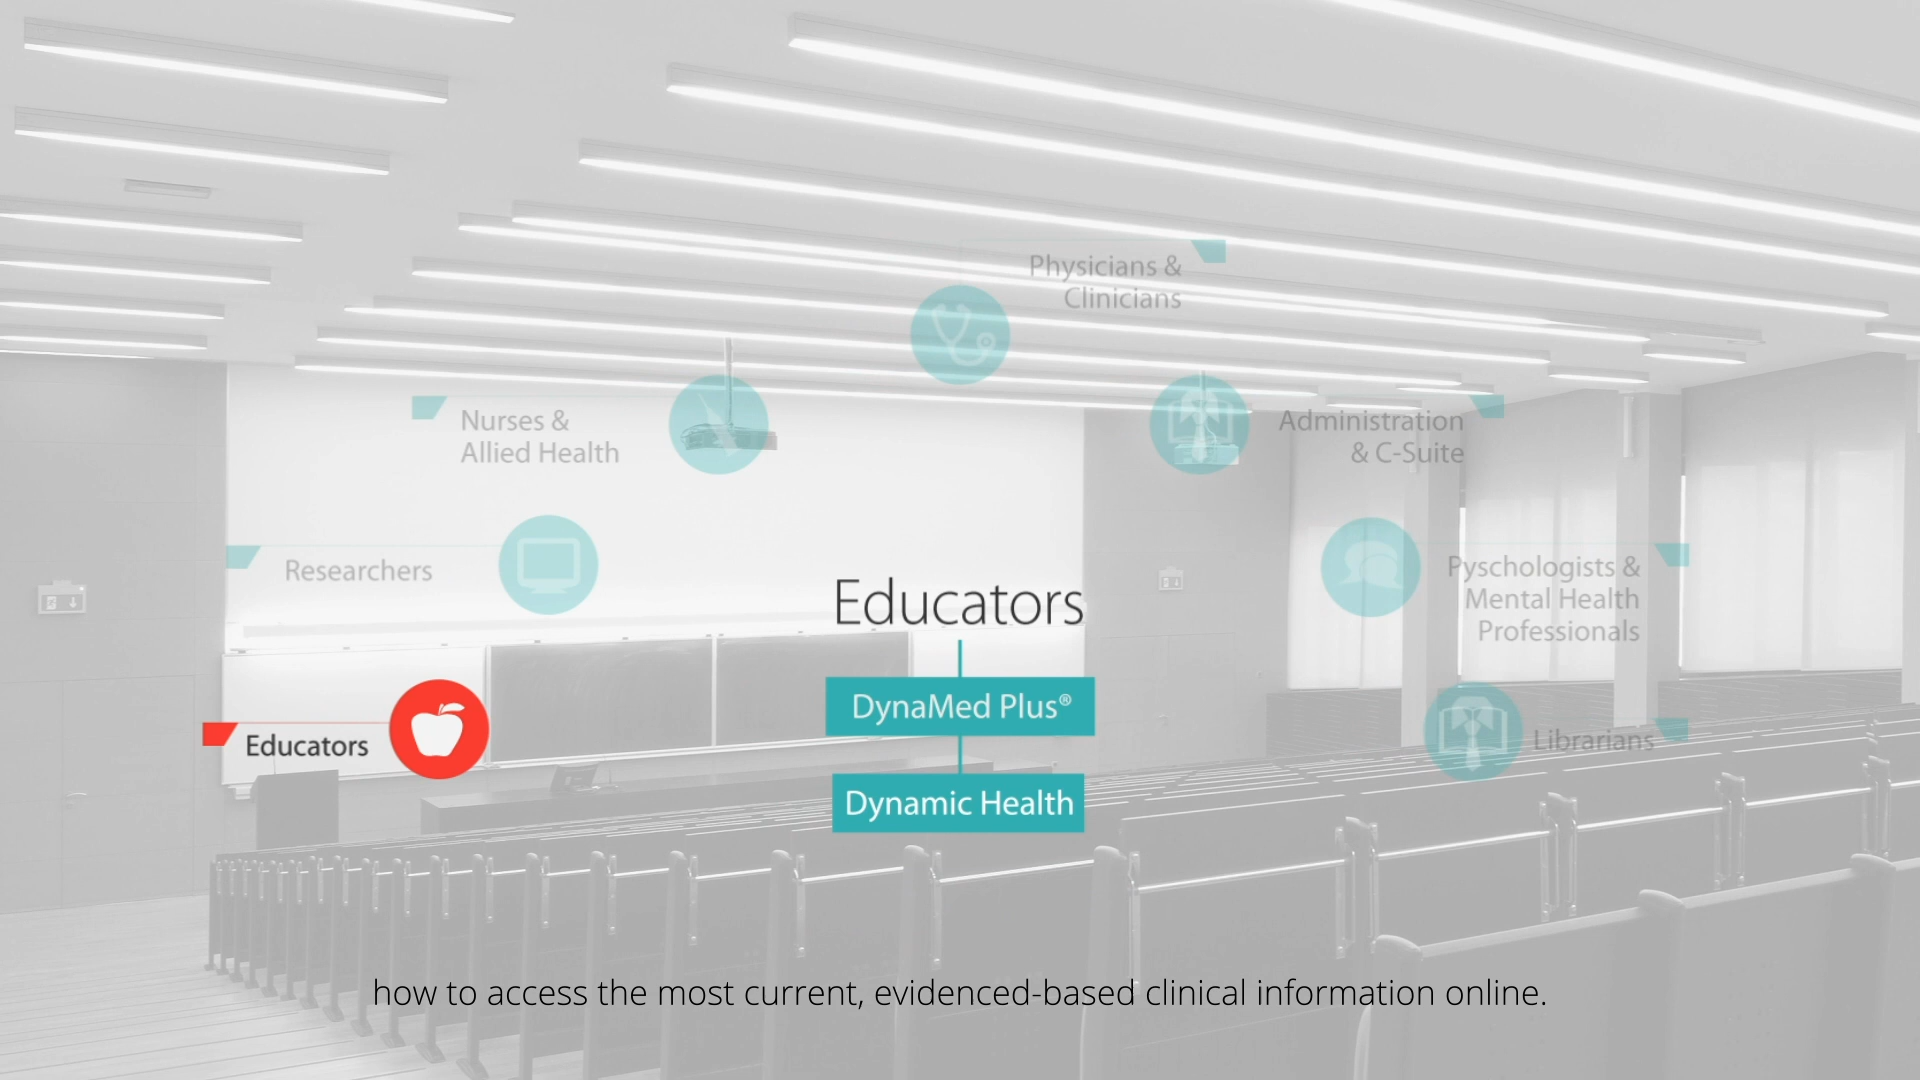 Physicians &
Clinicians
Nurses &
Allied Health
Administration
& C-Suite
Researchers
Pyschologists &
Mental Health
Professionals
Educators
DynaMed Plus®
Dynamic Health
Educators
Librarians
how to access the most current, evidenced-based clinical information online.